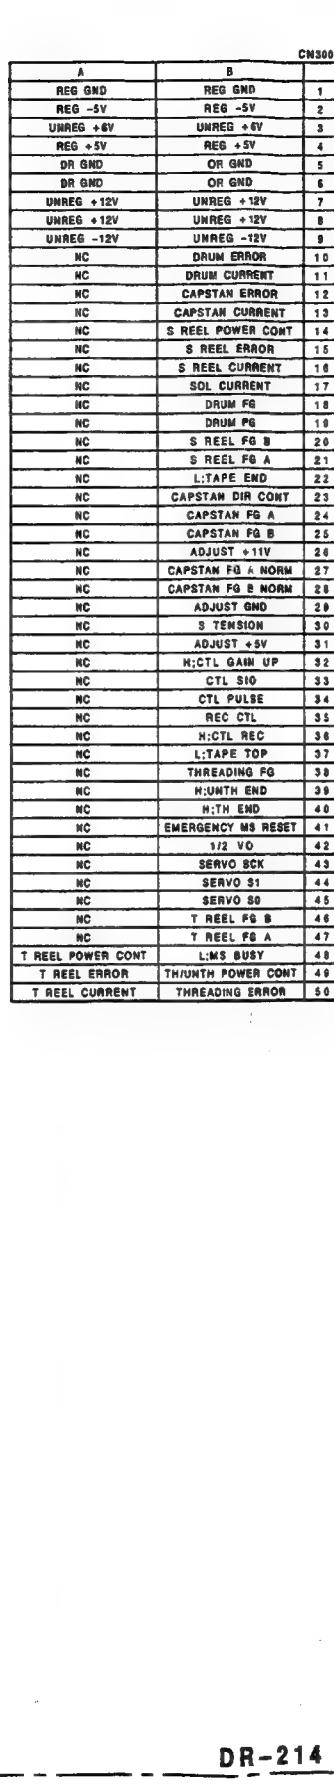 CN300
A B
REG GND REG GND 1
REG -5V REG -5V 2
UNREG +6V UNREG +6V 3
REG +5V REG +5V 4
DR GND DR GND 5
DR GND DR GND 6
UNREG +12V UNREG +12V 7
UNREG +12V UNREG +12V 8
UNREG -12V UNREG -12V 9
NC DRUM ERROR 10
NC DRUM CURRENT 11
NC CAPSTAN ERROR 12
NC CAPSTAN CURRENT 13
NC S REEL POWER CONT 14
NC S REEL ERROR 15
NC S REEL CURRENT 16
NC SOL CURRENT 17
NC DRUM FG 18
NC DRUM PG 19
NC S REEL FG B 20
NC S REEL FG A 21
NC L;TAPE END 22
NC CAPSTAN DIR CONT 23
NC CAPSTAN FG A 24
NC CAPSTAN FG B 25
NC ADJUST +11V 26
NC CAPSTAN FG A NORM 27
NC CAPSTAN FG B NORM 28
NC ADJUST GND 29
NC S TENSION 30
NC ADJUST +5V 31
NC H;CTL GAIN UP 32
NC CTL SIG 33
NC CTL PULSE 34
NC REC CTL 35
NC H;CTL REC 36
NC L;TAPE TOP 37
NC THREADING FG 38
NC H;UNTH END 39
NC H;TH END 40
NC EMERGENCY MS RESET 41
NC 1/2 VO 42
NC SERVO SCK 43
NC SERVO S1 44
NC SERVO S0 45
NC T REEL FG B 46
NC T REEL FG A 47
T REEL POWER CONT L;MS BUSY 48
T REEL ERROR TH/UNTH POWER CONT 49
T REEL CURRENT THREADING ERROR 50
DR-214